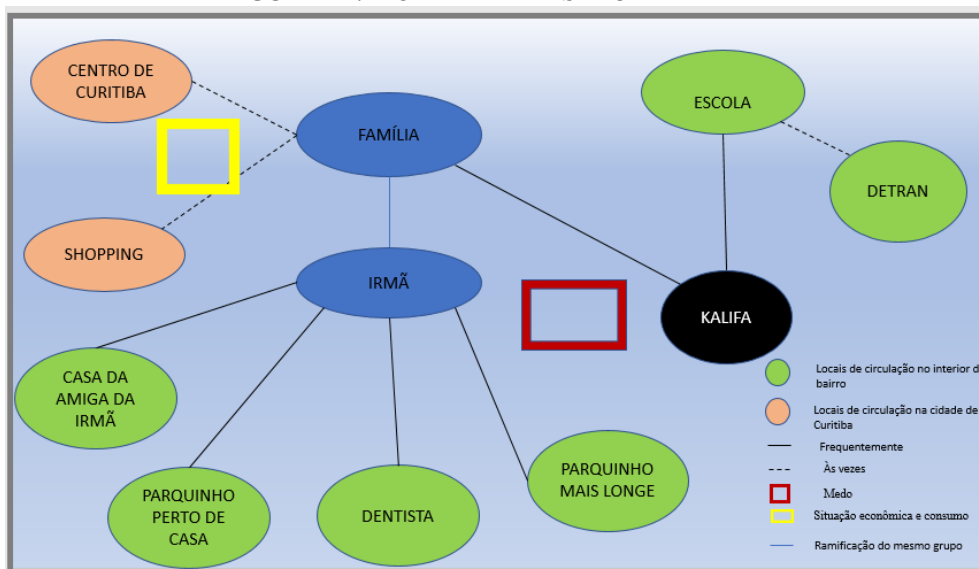 CENTRO DE
CURITIBA
FAMÍLIA
ESCOLA
DETRAN
SHOPPING
IRMÃ
KALIFA
CASA DA
AMIGA DA
IRMÃ
PARQUINHO
PERTO DE
CASA
DENTISTA
PARQUINHO
MAIS LONGE
Locais de circulação no interior d
bairro
Locais de circulação na cidade de
Curitiba
Frequentemente
Às vezes
Medo
Situação econômica e consumo
Ramificação do mesmo grupo